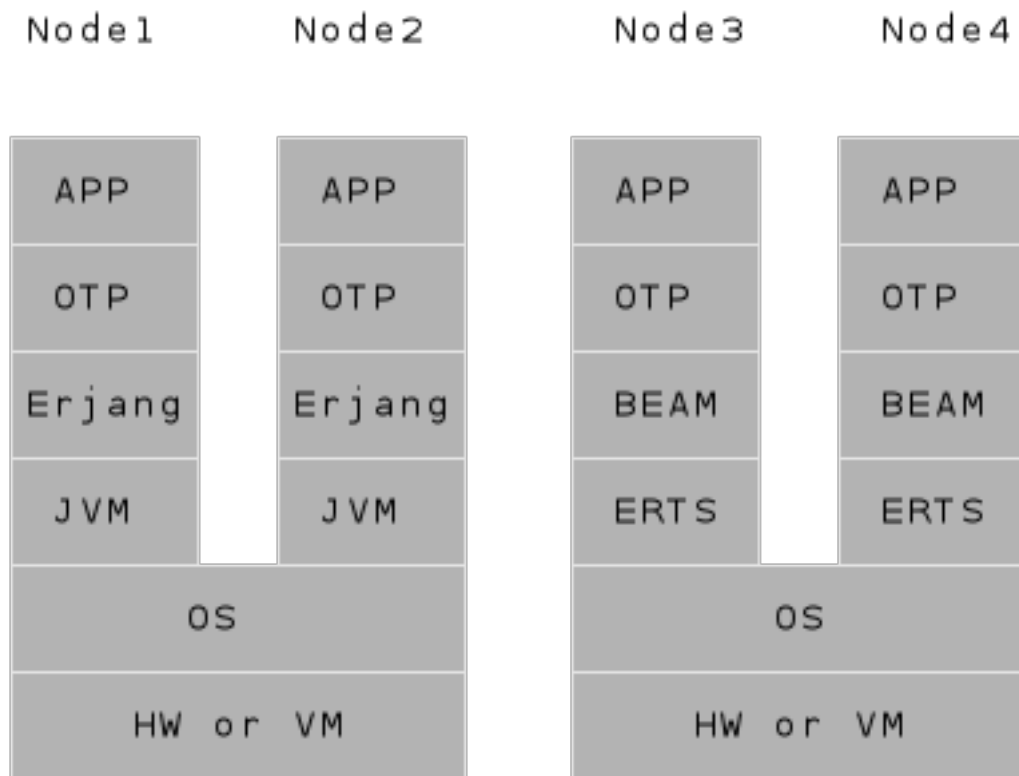 Node1 Node2 Node3 Node4
APP APP APP APP
OTP OTP OTP OTP
Erjang Erjang BEAM BEAM
JVM JVM ERTS ERTS
OS OS
HW or VM HW or VM